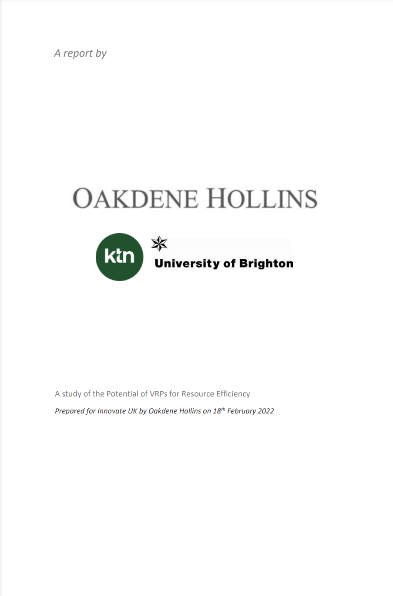 A report by
OAKDENE HOLLINS
ktn
University of Brighton
A study of the Potential of VRPs for Resource Efficiency
Prepared for Innovate UK by Oakdene Hollins on 18th February 2022